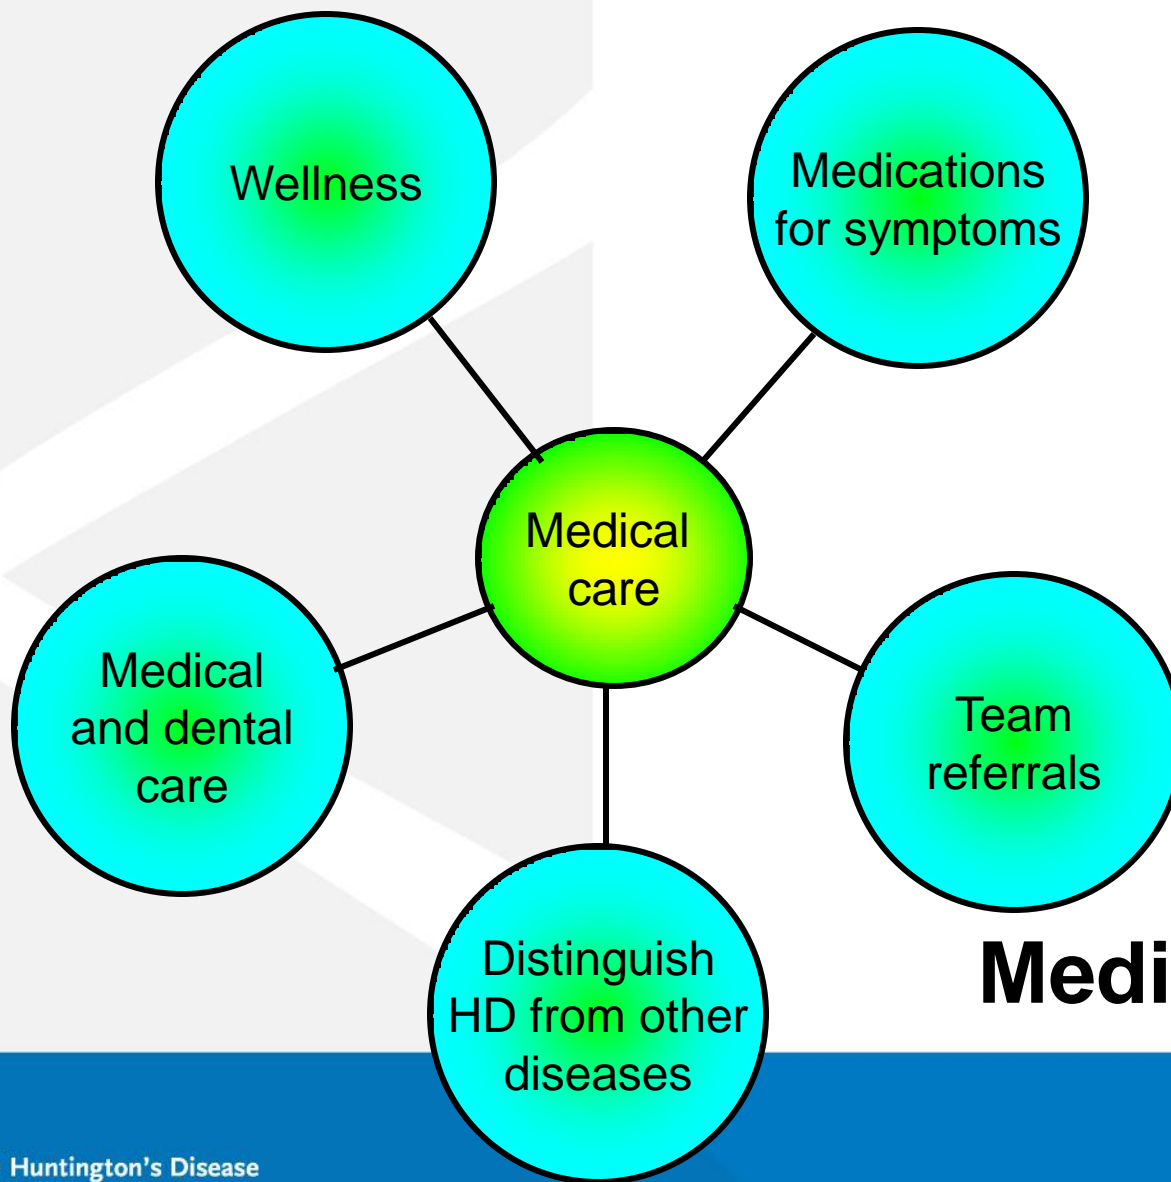 Wellness
Medications
for symptoms
Medical
care
Medical
and dental
care
Team
referrals
Distinguish
HD from other
diseases
Medi
Huntington's Disease